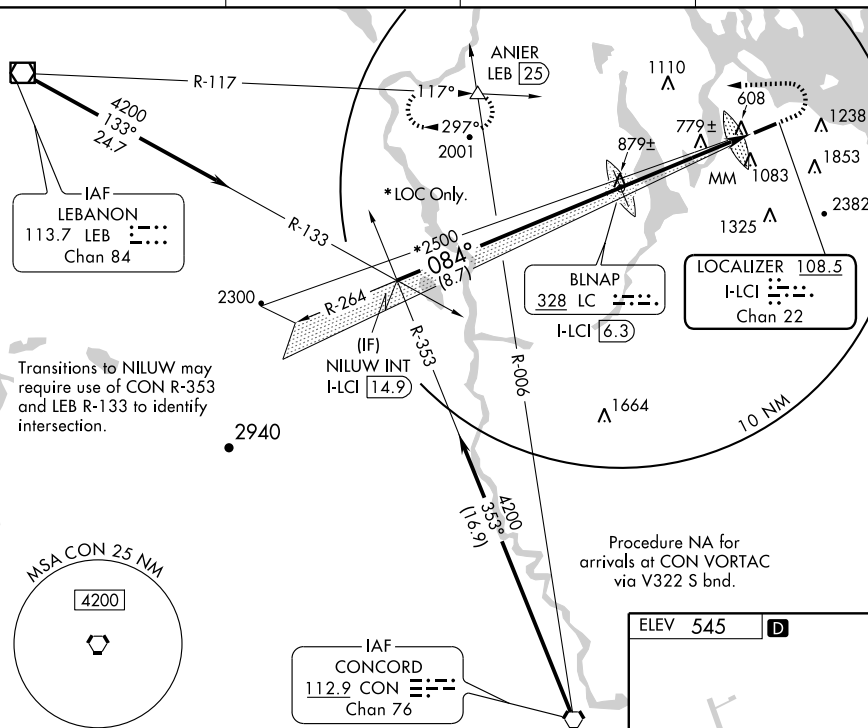 ANIER
LEB 25
1110
R-117
117°
297°
2001
4200
133°
24.7
608
1238
779±
879±
1853
MM
1083
2382
1325
IAF
LEBANON
113.7 LEB
Chan 84
*LOC Only.
R-133
*2500
084°
(8.7)
BLNAP
328 LC
I-LCI 6.3
LOCALIZER 108.5
I-LCI
Chan 22
2300
R-264
(IF)
NILUW INT
I-LCI 14.9
R-353
R-006
Transitions to NILUW may
require use of CON R-353
and LEB R-133 to identify
intersection.
1664
10 NM
2940
4200
353°
(16.9)
Procedure NA for
arrivals at CON VORTAC
via V322 S bnd.
MSA CON 25 NM
4200
ELEV 545 D
IAF
CONCORD
112.9 CON
Chan 76